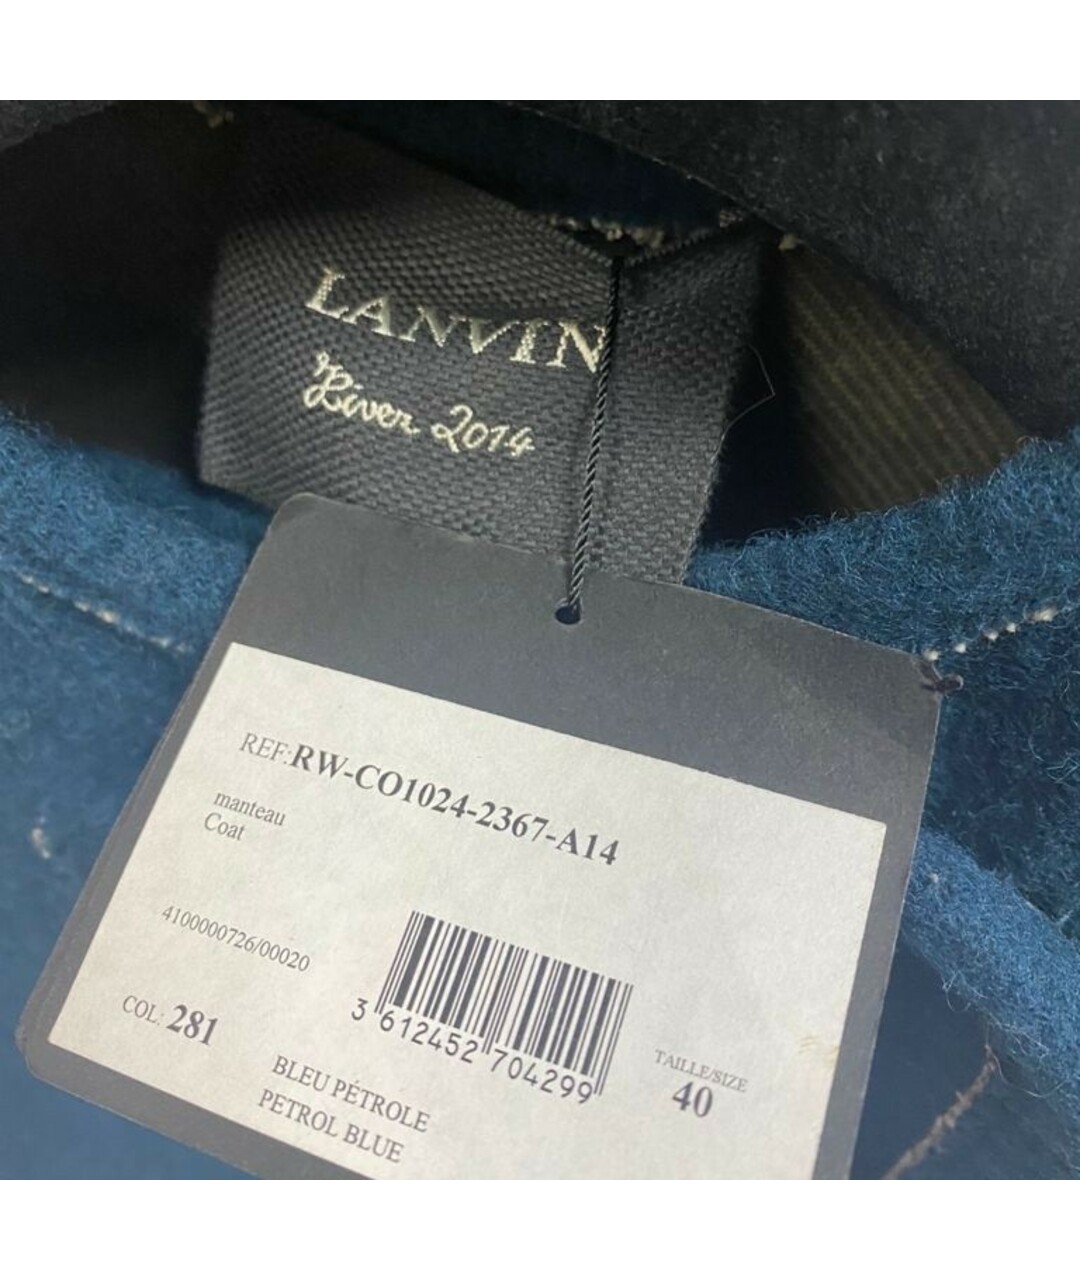 LANVIN
Hiver 2014
REF:RW-CO1024-2367-A14
manteau
Coat
4100000726/00020
3 612452 704299
COL: 281
TAILLE/SIZE
40
BLEU PÉTROLE
PETROL BLUE